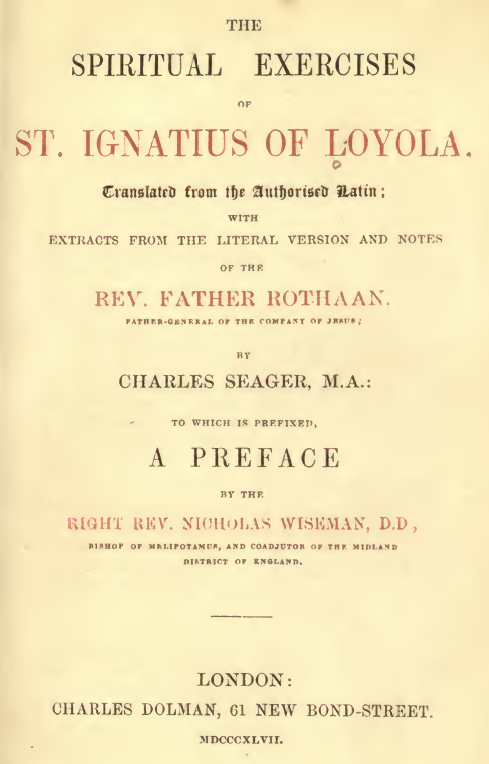 THE
SPIRITUAL EXERCISES
OF
ST. IGNATIUS OF LOYOLA.
Translated from the Authorised Latin;
WITH
EXTRACTS FROM THE LITERAL VERSION AND NOTES
OF THE
REV. FATHER ROTHAAN.
FATHER-GENERAL OF THE COMPANY OF JESUS;
BY
CHARLES SEAGER, M.A.:
TO WHICH IS PREFIXED,
A PREFACE
BY THE
RIGHT REV. NICHOLAS WISEMAN, D.D,
BISHOP OF MELIPOTAMUS, AND COADJUTOR OF THE MIDLAND
DISTRICT OF ENGLAND.
LONDON:
CHARLES DOLMAN, 61 NEW BOND-STREET.
MDCCCXLVII.